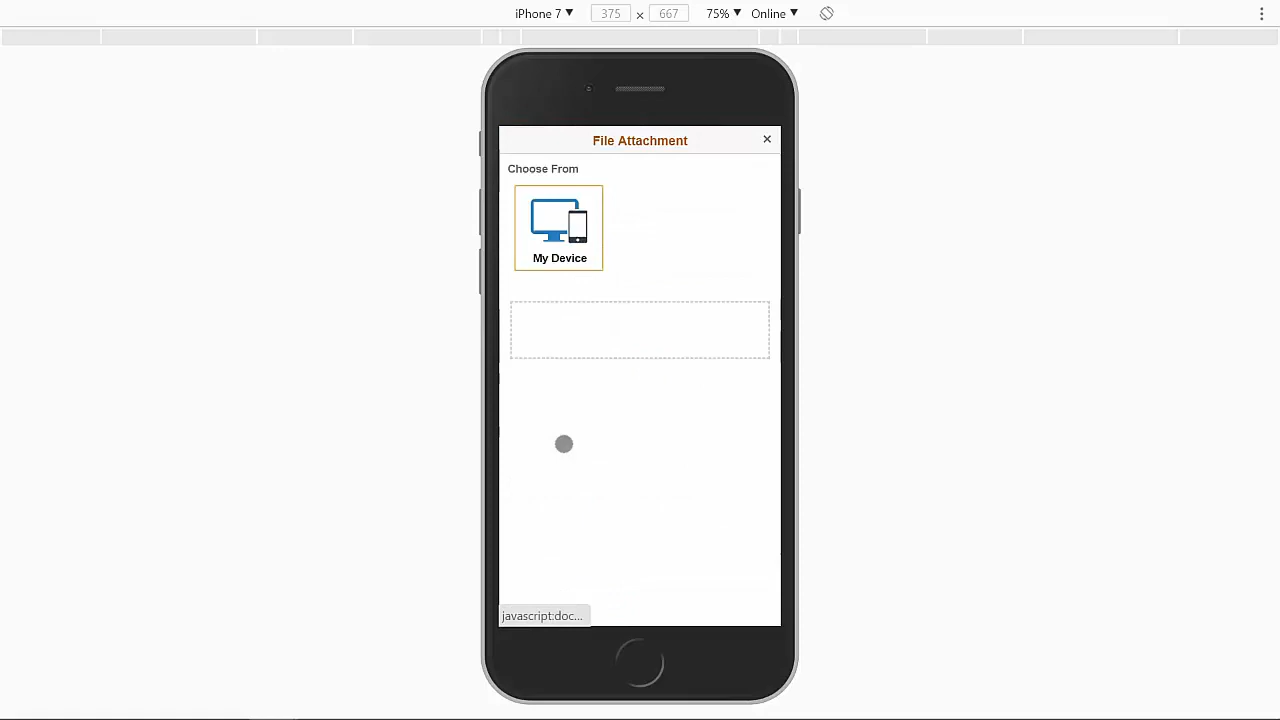 iPhone 7 375 x 667 75% Online
File Attachment ×
Choose From
My Device
javascript:doc...